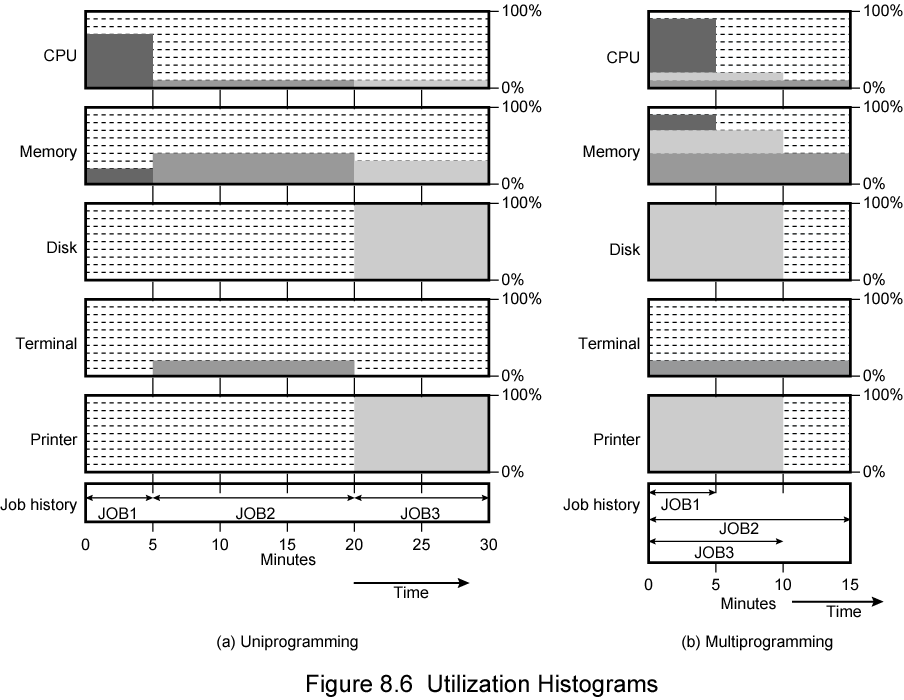 100%
CPU
0%
100%
Memory
0%
100%
Disk
0%
100%
Terminal
0%
100%
Printer
0%
Job history
JOB1 JOB2 JOB3
0 5 10 15 20 25 30
Minutes
Time
(a) Uniprogramming
100%
CPU
0%
100%
Memory
0%
100%
Disk
0%
100%
Terminal
0%
100%
Printer
0%
Job history
JOB1
JOB2
JOB3
0 5 10 15
Minutes
Time
(b) Multiprogramming
Figure 8.6 Utilization Histograms